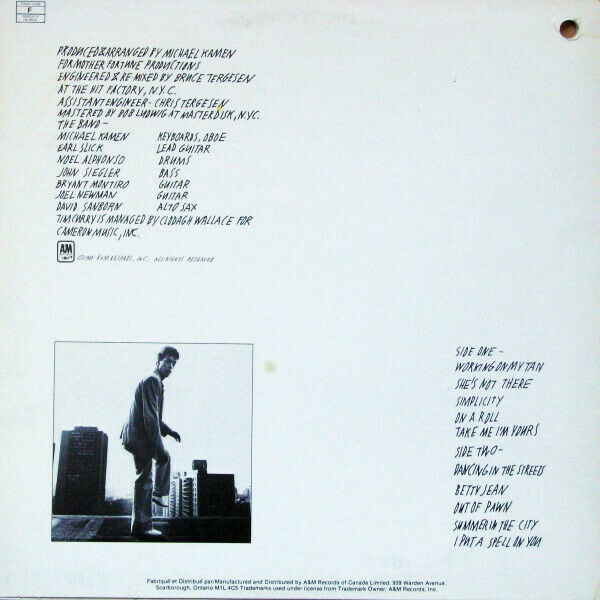 F
PRODUCED & ARRANGED BY MICHAEL KAMEN
FOR MOTHER FORTUNE PRODUCTIONS
ENGINEERED & RE MIXED BY BRUCE TERGESEN
AT THE HIT FACTORY, N.Y.C.
ASSISTANT ENGINEER - CHRIS TERGESEN
MASTERED BY BOB LUDWIG AT MASTERDISK, N.Y.C.
THE BAND -
MICHAEL KAMEN KEYBOARDS, OBOE
EARL SLICK LEAD GUITAR
NOEL ALPHONSO DRUMS
JOHN SIEGLER BASS
BRYANT MONTIRO GUITAR
JOEL NEWMAN GUITAR
DAVID SANBORN ALTO SAX
TIM CURRY IS MANAGED BY CLODAGH WALLACE FOR
CAMERON MUSIC, INC.
A&M
A&M RECORDS, INC. ALL RIGHTS RESERVED
SIDE ONE -
WORKING ON MY TAN
SHE'S NOT THERE
SIMPLICITY
ON A ROLL
TAKE ME I'M YOURS
SIDE TWO -
DANCING IN THE STREETS
BETTY JEAN
OUT OF PAWN
SUMMER IN THE CITY
I PUT A SPELL ON YOU
Fabriqué et Distribué par/Manufactured and Distributed by A&M Records of Canada Limited, 939 Warden Avenue
Scarborough, Ontario M1L 4C5 Trademarks used under license from Trademark Owner, A&M Records, Inc.